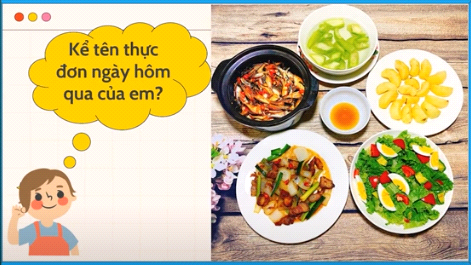 Kể tên thực
đơn ngày hôm
qua của em?